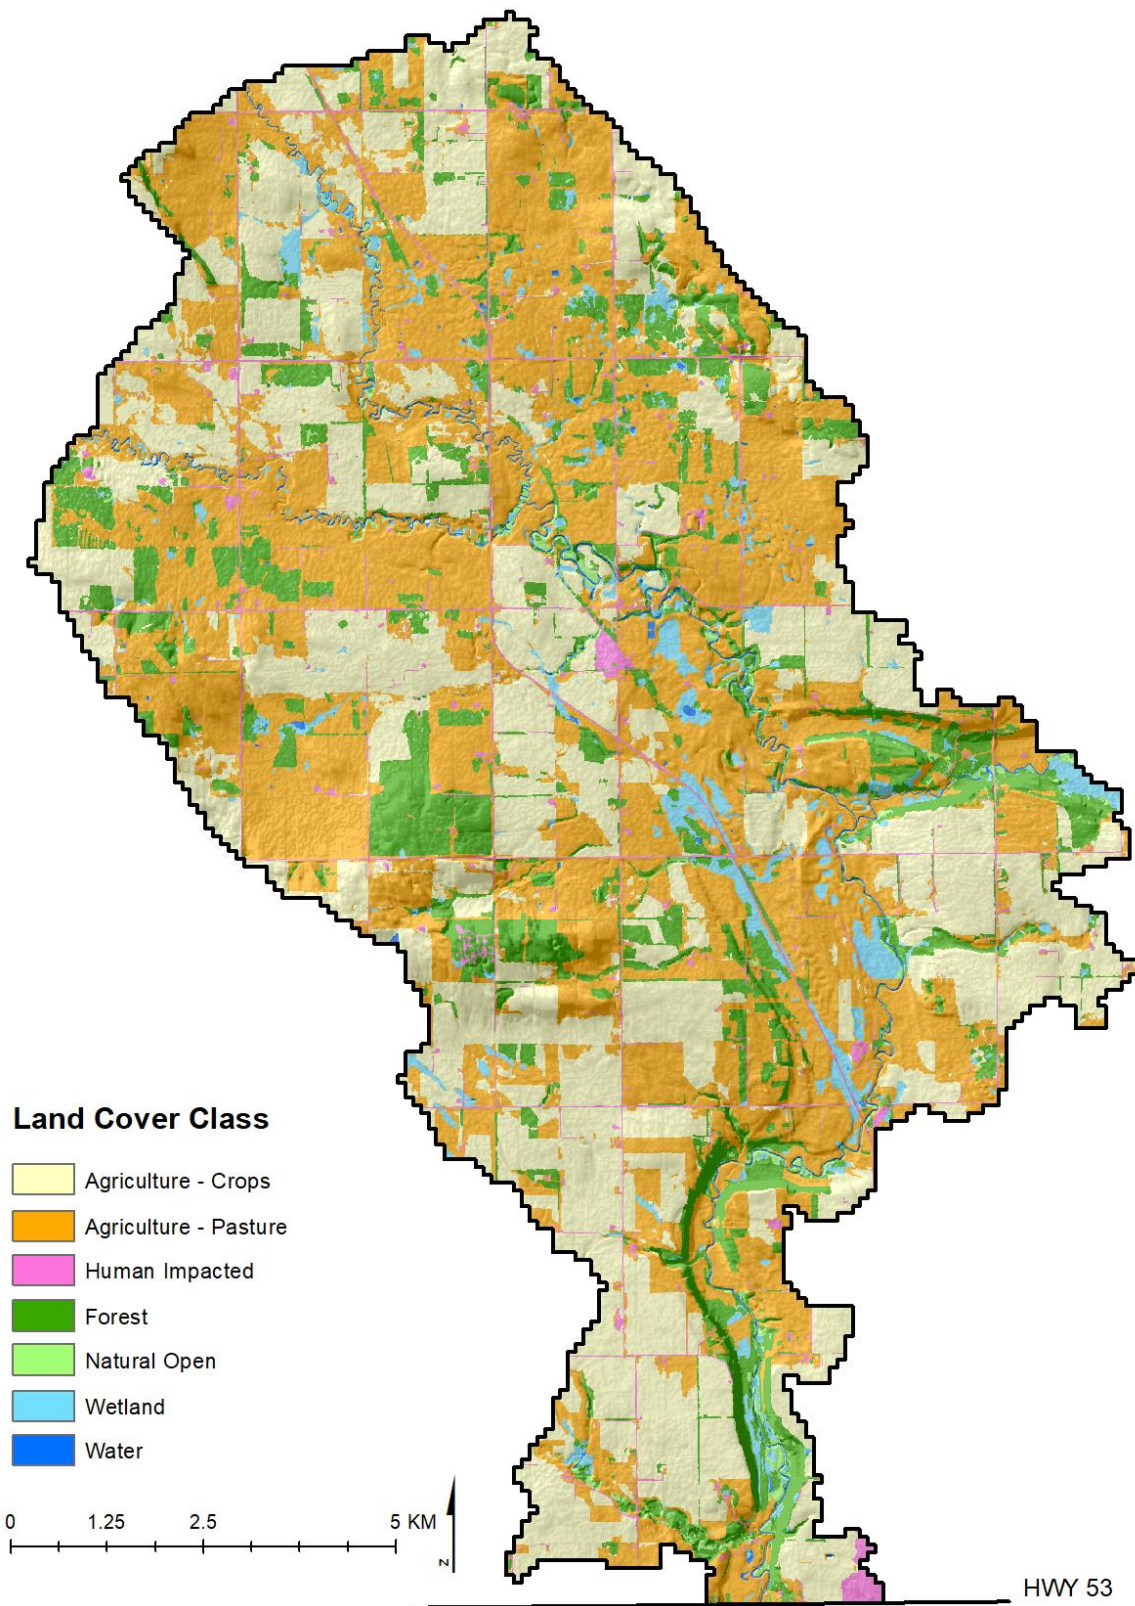 Land Cover Class
Agriculture - Crops
Agriculture - Pasture
Human Impacted
Forest
Natural Open
Wetland
Water
0 1.25 2.5 5 KM
z
HWY 53